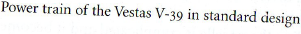 Power train of the Vestas V-39 in standard design